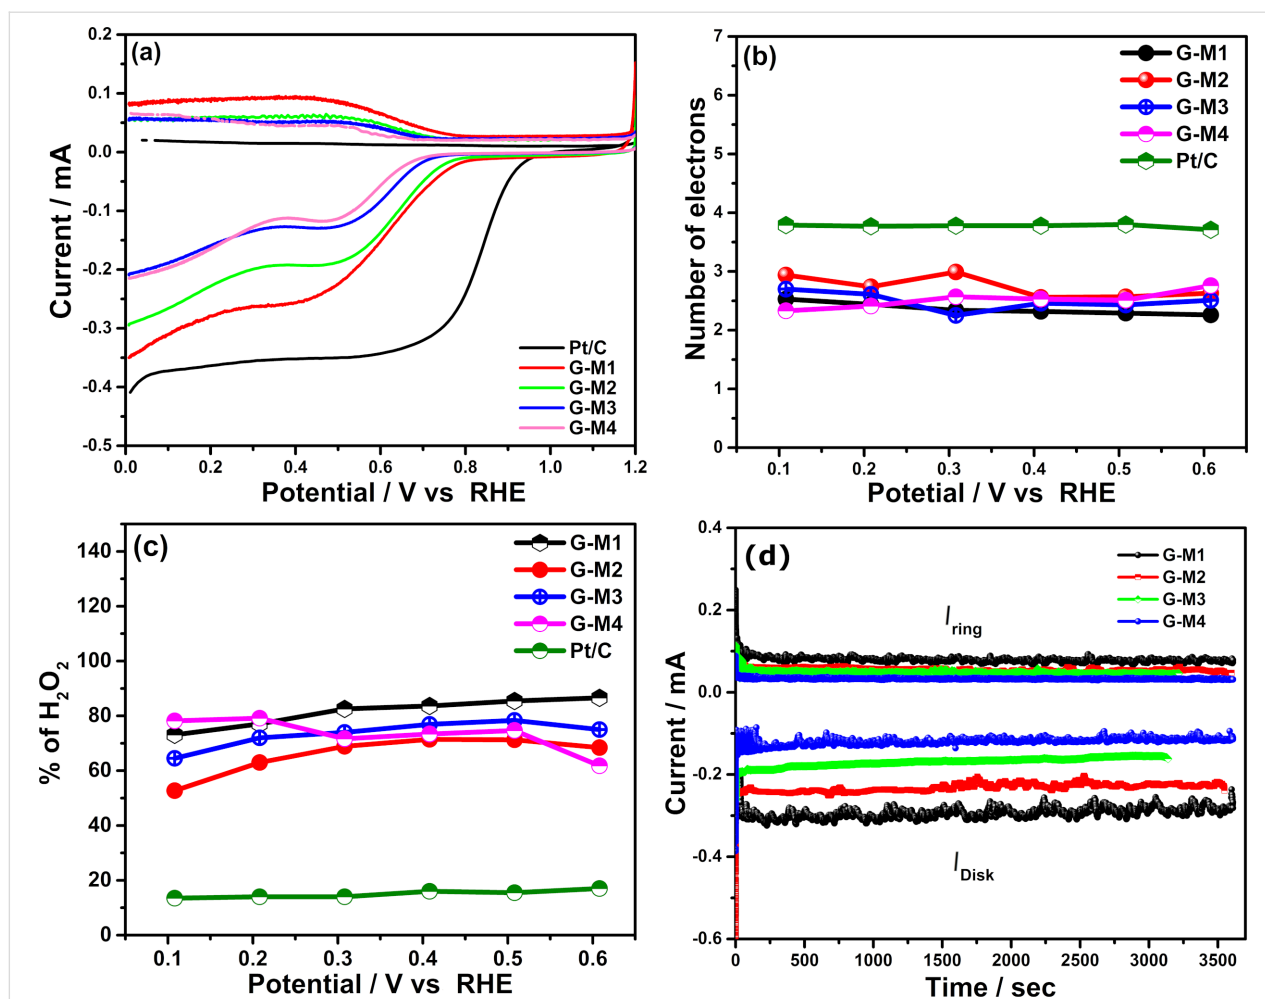 (a)
0.2
0.1
0.0
-0.1
-0.2
-0.3
-0.4
-0.5
Current / mA
Pt/C
G-M1
G-M2
G-M3
G-M4
0.0 0.2 0.4 0.6 0.8 1.0 1.2
Potential / V vs RHE
(b)
7
6
5
4
3
2
1
0
Number of electrons
G-M1
G-M2
G-M3
G-M4
Pt/C
0.1 0.2 0.3 0.4 0.5 0.6
Potetial / V vs RHE
(c)
140
120
100
80
60
40
20
0
% of H₂O₂
G-M1
G-M2
G-M3
G-M4
Pt/C
0.1 0.2 0.3 0.4 0.5 0.6
Potential / V vs RHE
(d)
0.4
0.2
0.0
-0.2
-0.4
-0.6
Current / mA
G-M1
G-M2
G-M3
G-M4
I ring
I Disk
0 500 1000 1500 2000 2500 3000 3500
Time / sec